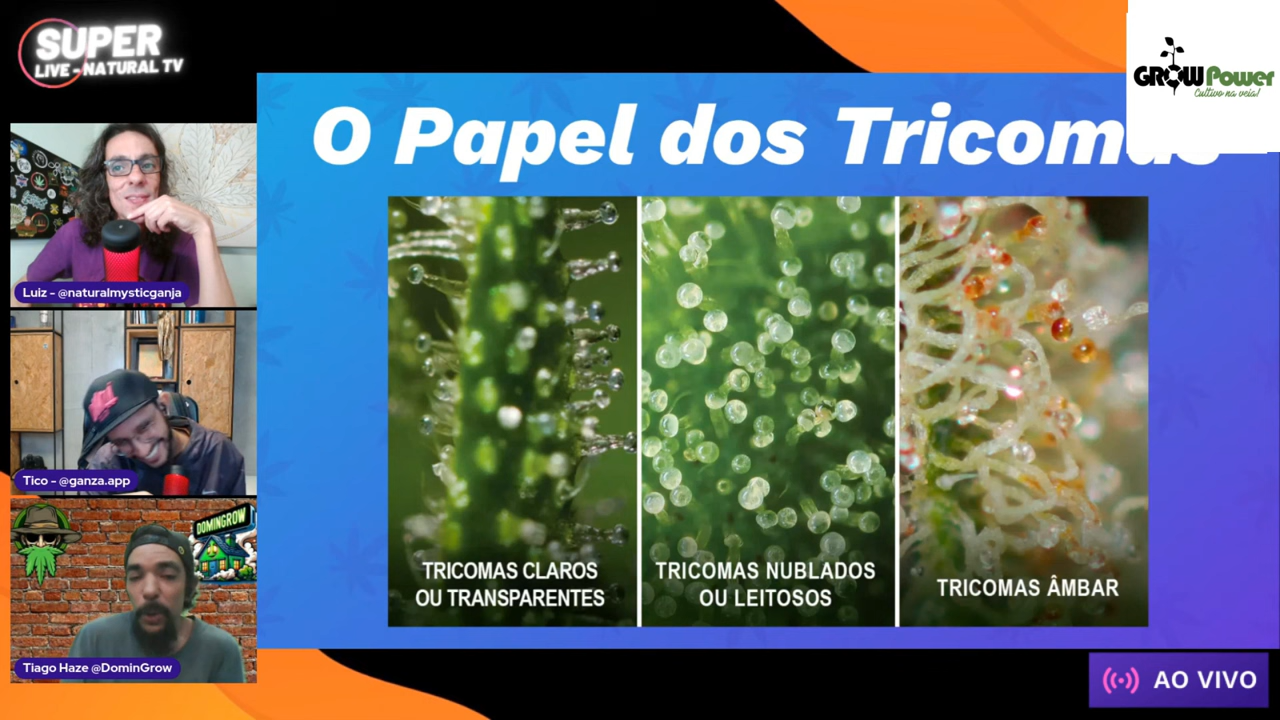 SUPER
LIVE - NATURAL TV
GROW Power
Cultivo na veia!
O Papel dos Tricomas
Luiz - @naturalmysticganja
Tico - @ganza.app
DOMINGROW
Tiago Haze @DominGrow
TRICOMAS CLAROS
OU TRANSPARENTES
TRICOMAS NUBLADOS
OU LEITOSOS
TRICOMAS ÂMBAR
AO VIVO